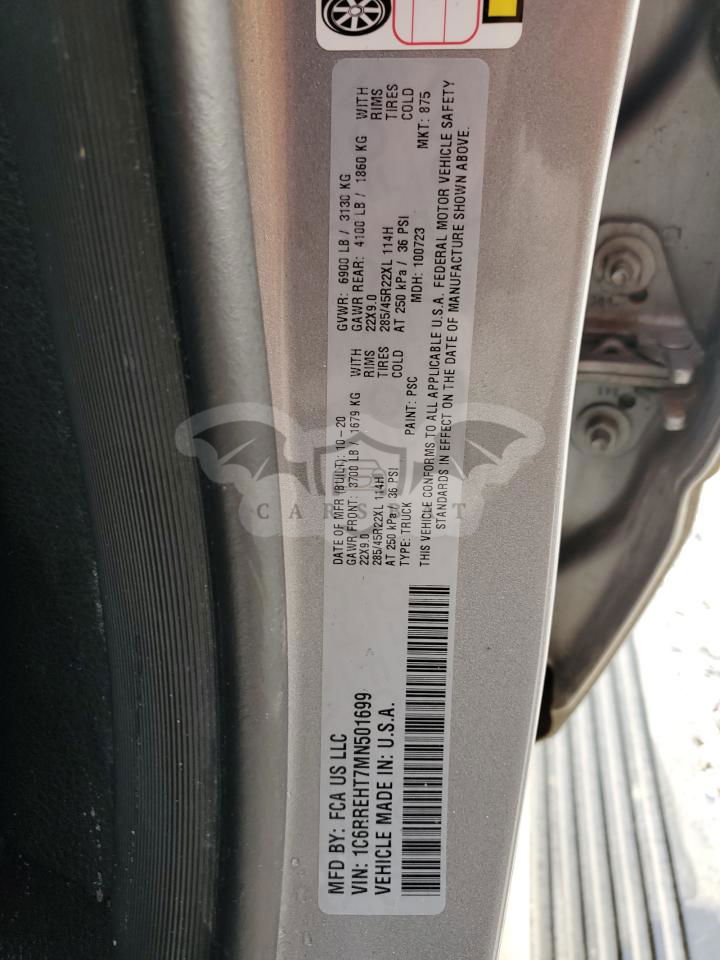 MFD BY: FCA US LLC
VIN: 1C6RREHT7MN501699
VEHICLE MADE IN: U.S.A.
DATE OF MFR (BUILT): 10-20
GAWR FRONT: 3700 LB / 1679 KG WITH
22X9.0 RIMS
285/45R22XL 114H TIRES
AT 250 kPa / 36 PSI COLD
TYPE: TRUCK PAINT: PSC
GVWR: 6900 LB / 3130 KG
GAWR REAR: 4100 LB / 1860 KG WITH
22X9.0 RIMS
285/45R22XL 114H TIRES
AT 250 kPa / 36 PSI COLD
MDH: 100723 MKT: 875
THIS VEHICLE CONFORMS TO ALL APPLICABLE U.S.A. FEDERAL MOTOR VEHICLE SAFETY
STANDARDS IN EFFECT ON THE DATE OF MANUFACTURE SHOWN ABOVE.